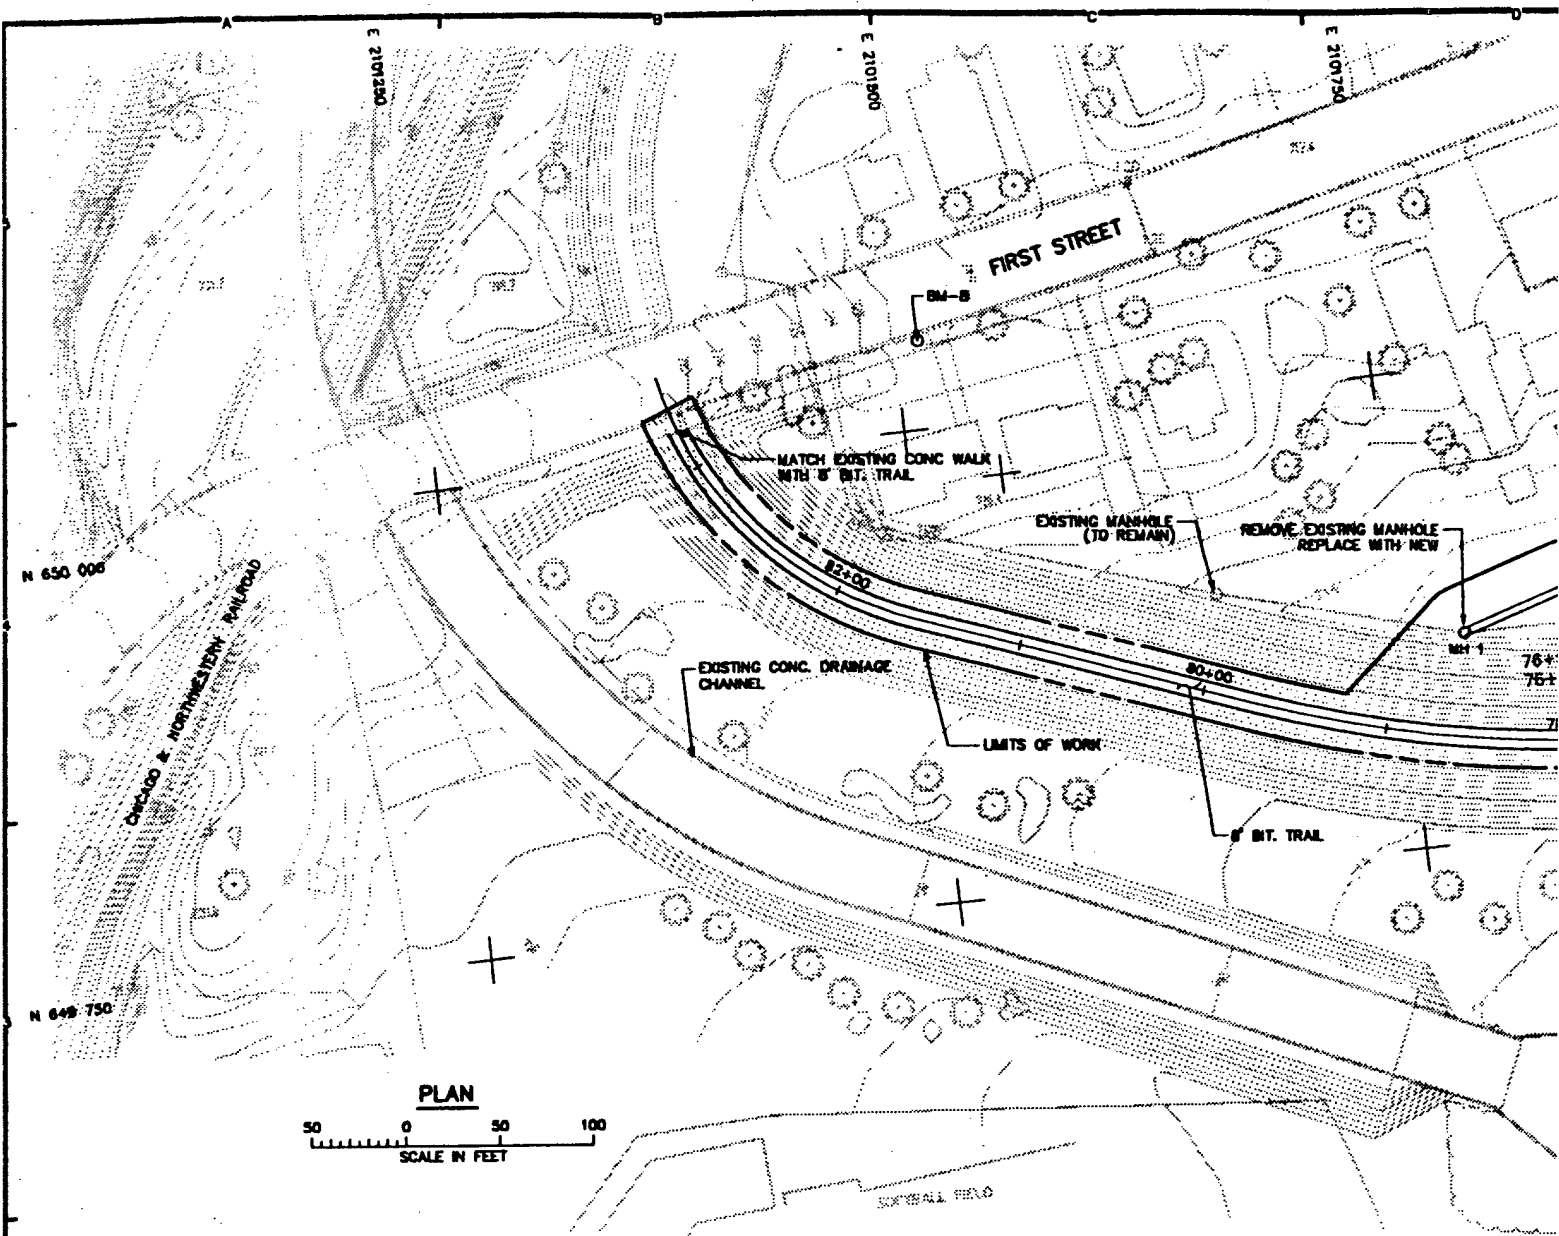 A
B
C
D
E 2101250
E 2101500
E 2101750
FIRST STREET
BM-B
MATCH EXISTING CONC WALK
WITH 8' BIT. TRAIL
EXISTING MANHOLE
(TO REMAIN)
REMOVE EXISTING MANHOLE
REPLACE WITH NEW
N 650 000
82+00
4
CHICAGO & NORTHWESTERN RAILROAD
MH 1
76+
EXISTING CONC. DRAINAGE
CHANNEL
80+00
LIMITS OF WORK
8' BIT. TRAIL
N 649 750
PLAN
50 0 50 100
SCALE IN FEET
SOFTBALL FIELD